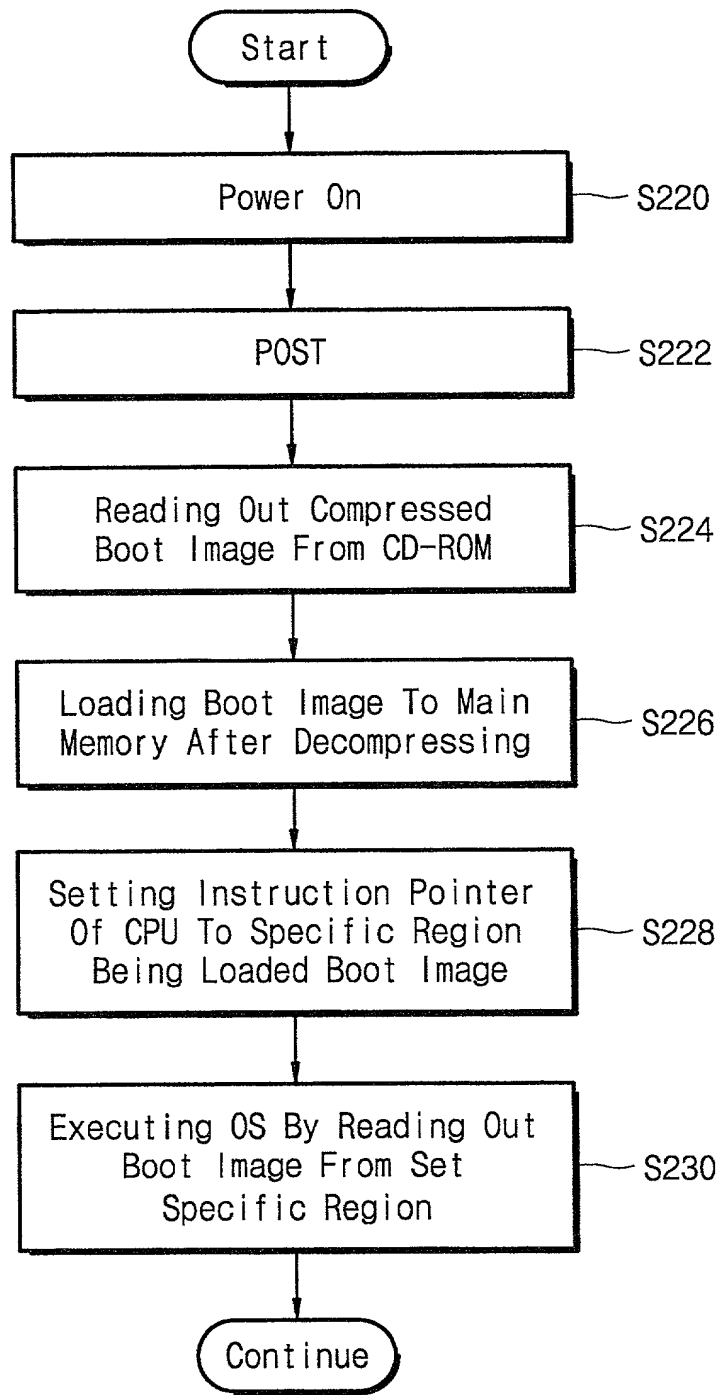 Start
Power On
S220
POST
S222
Reading Out Compressed
Boot Image From CD-ROM
S224
Loading Boot Image To Main
Memory After Decompressing
S226
Setting Instruction Pointer
Of CPU To Specific Region
Being Loaded Boot Image
S228
Executing OS By Reading Out
Boot Image From Set
Specific Region
S230
Continue